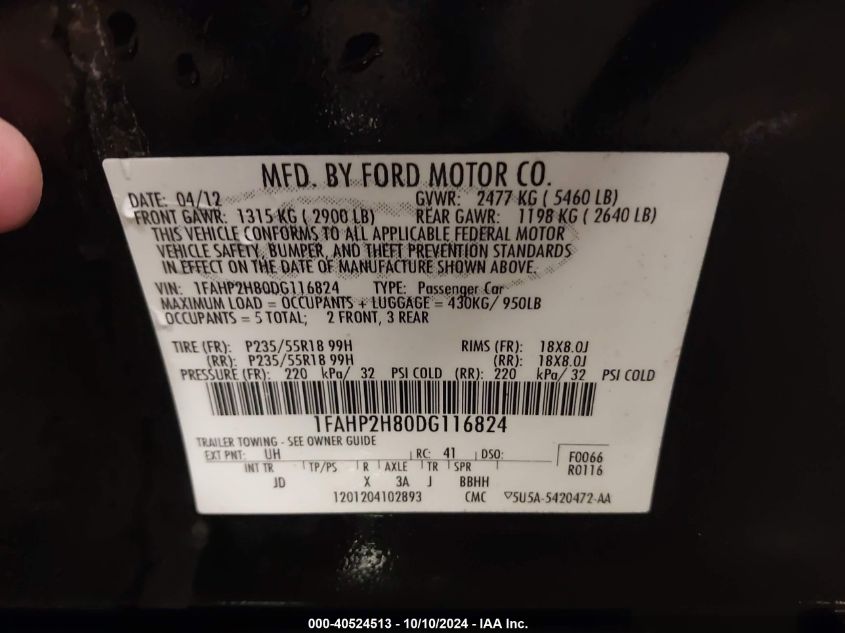 MFD. BY FORD MOTOR CO.
DATE: 04/12 GVWR: 2477 KG ( 5460 LB)
FRONT GAWR: 1315 KG ( 2900 LB) REAR GAWR: 1198 KG ( 2640 LB)
THIS VEHICLE CONFORMS TO ALL APPLICABLE FEDERAL MOTOR
VEHICLE SAFETY, BUMPER, AND THEFT PREVENTION STANDARDS
IN EFFECT ON THE DATE OF MANUFACTURE SHOWN ABOVE.
VIN: 1FAHP2H80DG116824 TYPE: Passenger Car
MAXIMUM LOAD = OCCUPANTS + LUGGAGE = 430KG/ 950LB
OCCUPANTS = 5 TOTAL; 2 FRONT, 3 REAR
TIRE (FR): P235/55R18 99H RIMS (FR): 18X8.0J
(RR): P235/55R18 99H (RR): 18X8.0J
PRESSURE (FR): 220 kPa/ 32 PSI COLD (RR): 220 kPa/ 32 PSI COLD
1FAHP2H80DG116824
TRAILER TOWING - SEE OWNER GUIDE
EXT PNT: UH RC: 41 DSO: F0066
INT TR TP/PS R AXLE TR SPR R0116
JD X 3A J BBHH
1201204102893 CMC ▽5U5A-5420472-AA
000-40524513 - 10/10/2024 - IAA Inc.